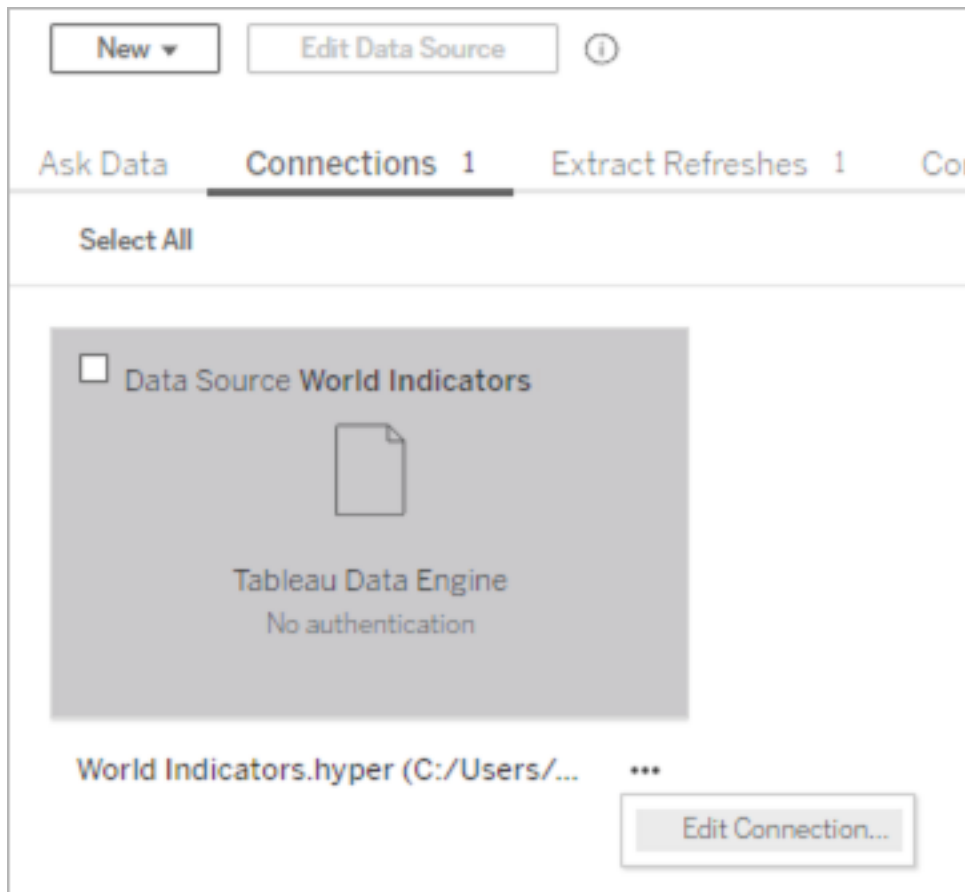 New Edit Data Source
Ask Data Connections 1 Extract Refreshes 1
Select All
Data Source World Indicators
Tableau Data Engine
No authentication
World Indicators.hyper (C:/Users/...
Edit Connection...